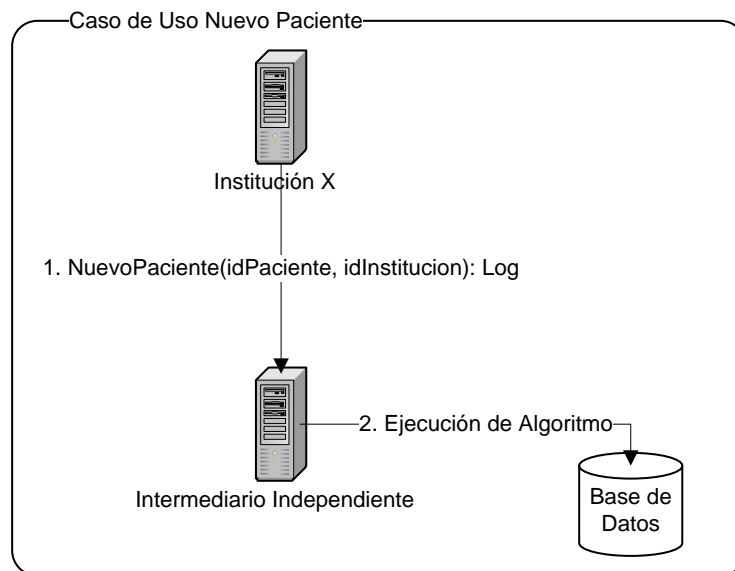 Caso de Uso Nuevo Paciente
Institución X
1. NuevoPaciente(idPaciente, idInstitucion): Log
2. Ejecución de Algoritmo
Intermediario Independiente
Base de
Datos